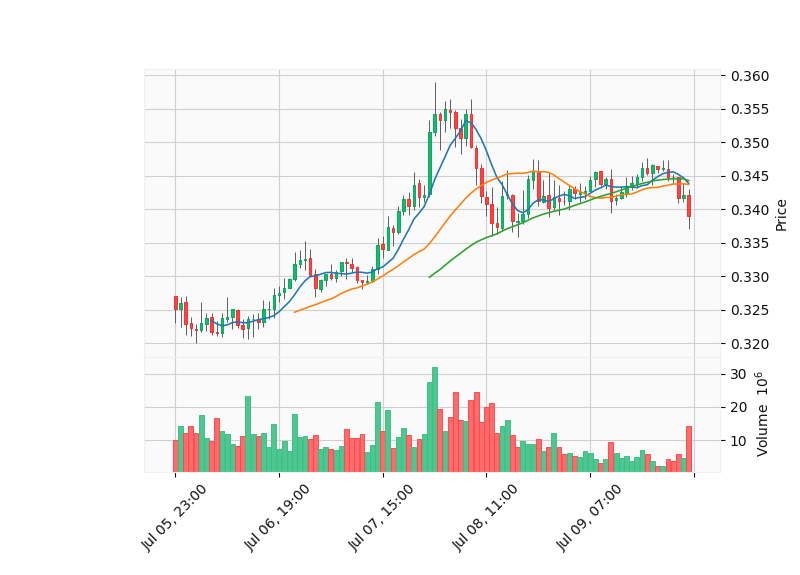 0.360
0.355
0.350
0.345
0.340
0.335
0.330
0.325
0.320
Price
30
20
10
Volume 10^6
Jul 05, 23:00
Jul 06, 19:00
Jul 07, 15:00
Jul 08, 11:00
Jul 09, 07:00